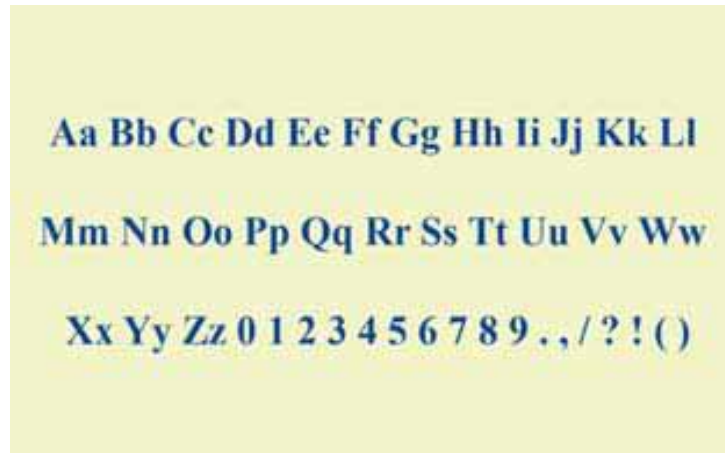 Aa Bb Cc Dd Ee Ff Gg Hh Ii Jj Kk Ll
Mm Nn Oo Pp Qq Rr Ss Tt Uu Vv Ww
Xx Yy Zz 0 1 2 3 4 5 6 7 8 9 . , / ? ! ( )